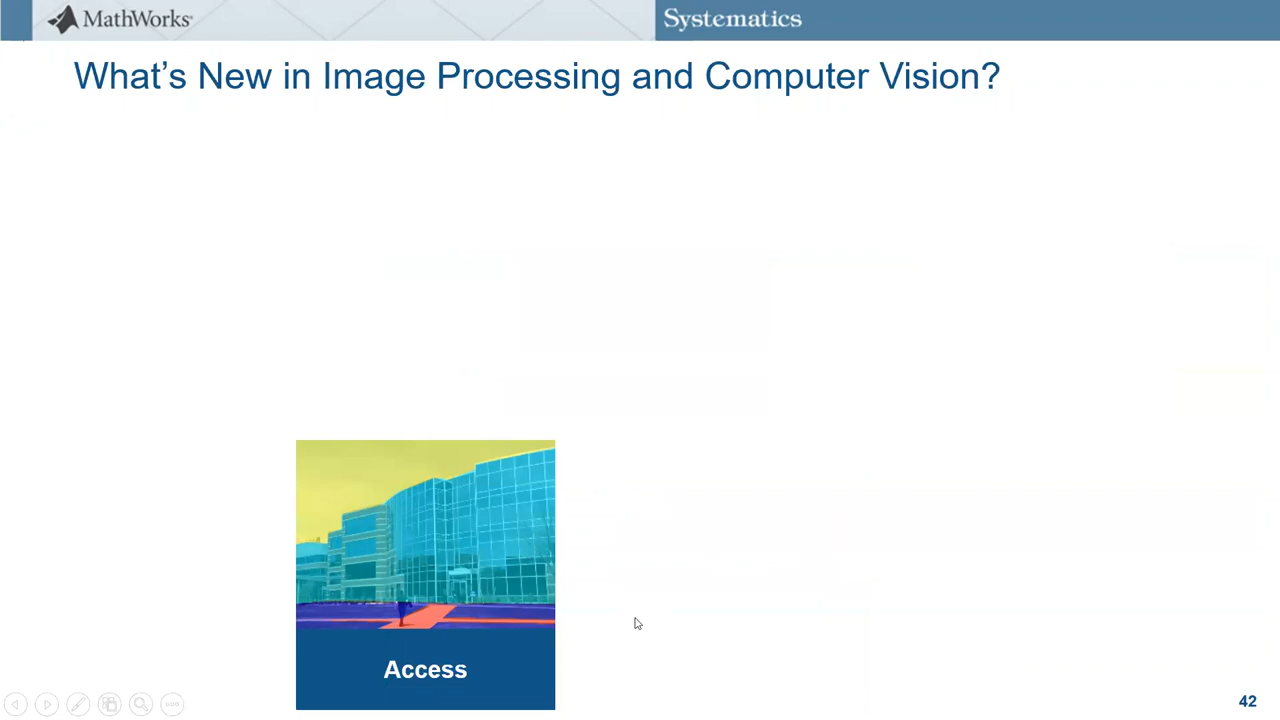 MathWorks®
Systematics
What's New in Image Processing and Computer Vision?
Access
42